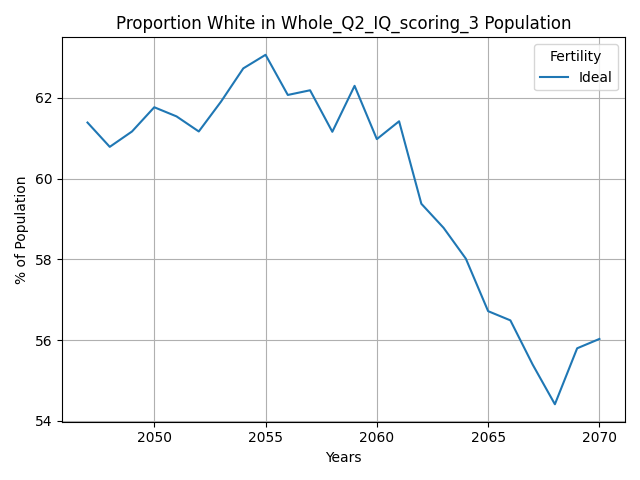 Proportion White in Whole_Q2_IQ_scoring_3 Population
Fertility
Ideal
62
60
58
56
54
% of Population
2050 2055 2060 2065 2070
Years